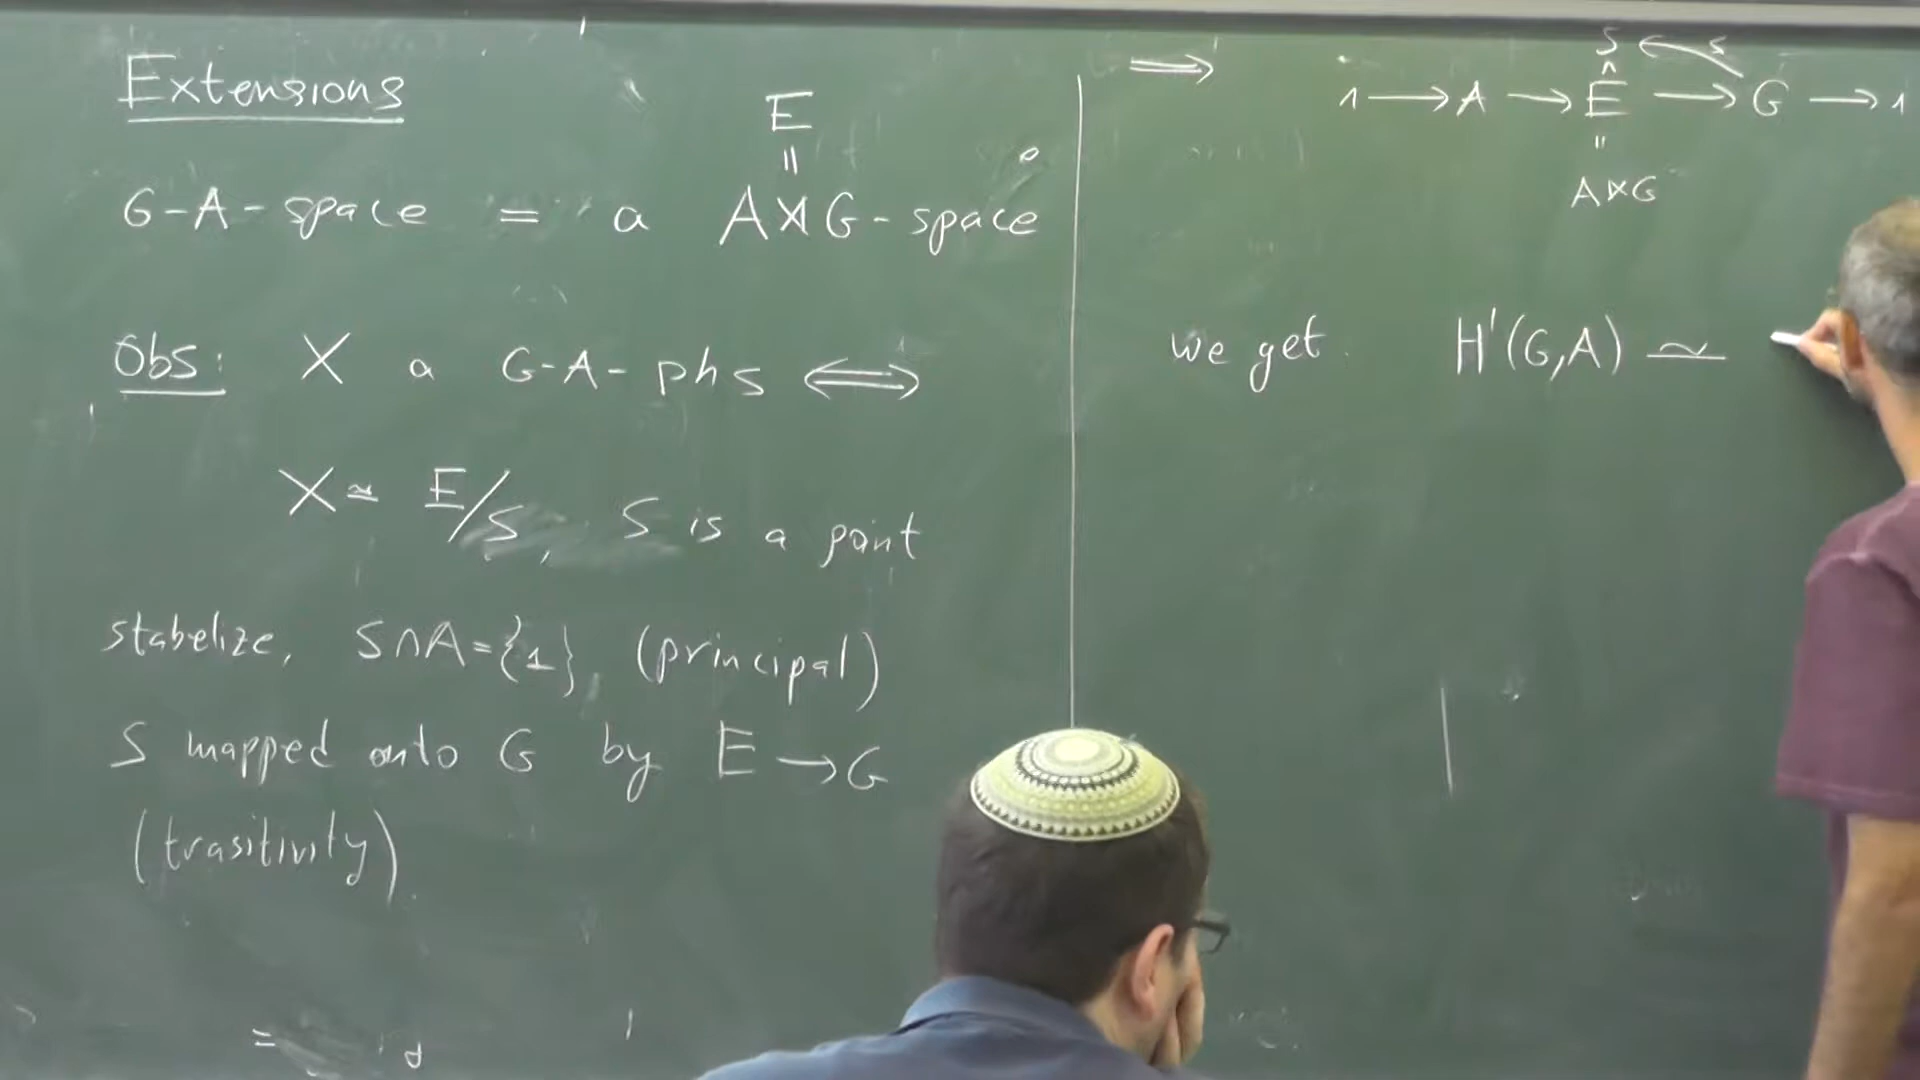 Extensions
E
=
G-A-space = a A⋊G-space
Obs: X a G-A-phs ⟺
X ≃ E/S, S is a point
stabelize, S∩A={1}, (principal)
S mapped onto G by E → G
(trasitivity)
⟹
S s
∧
1 → A → E → G → 1
=
A⋊G
we get H¹(G,A) ≃